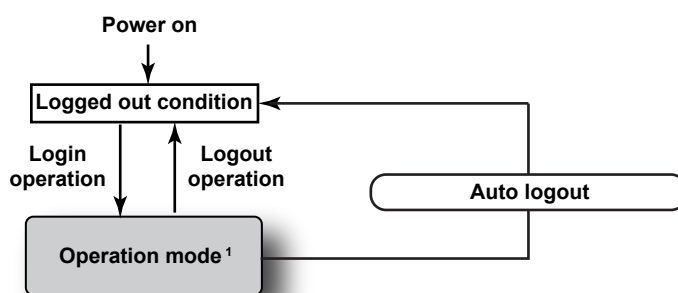 Power on
Logged out condition
Login
operation
Logout
operation
Auto logout
Operation mode ¹